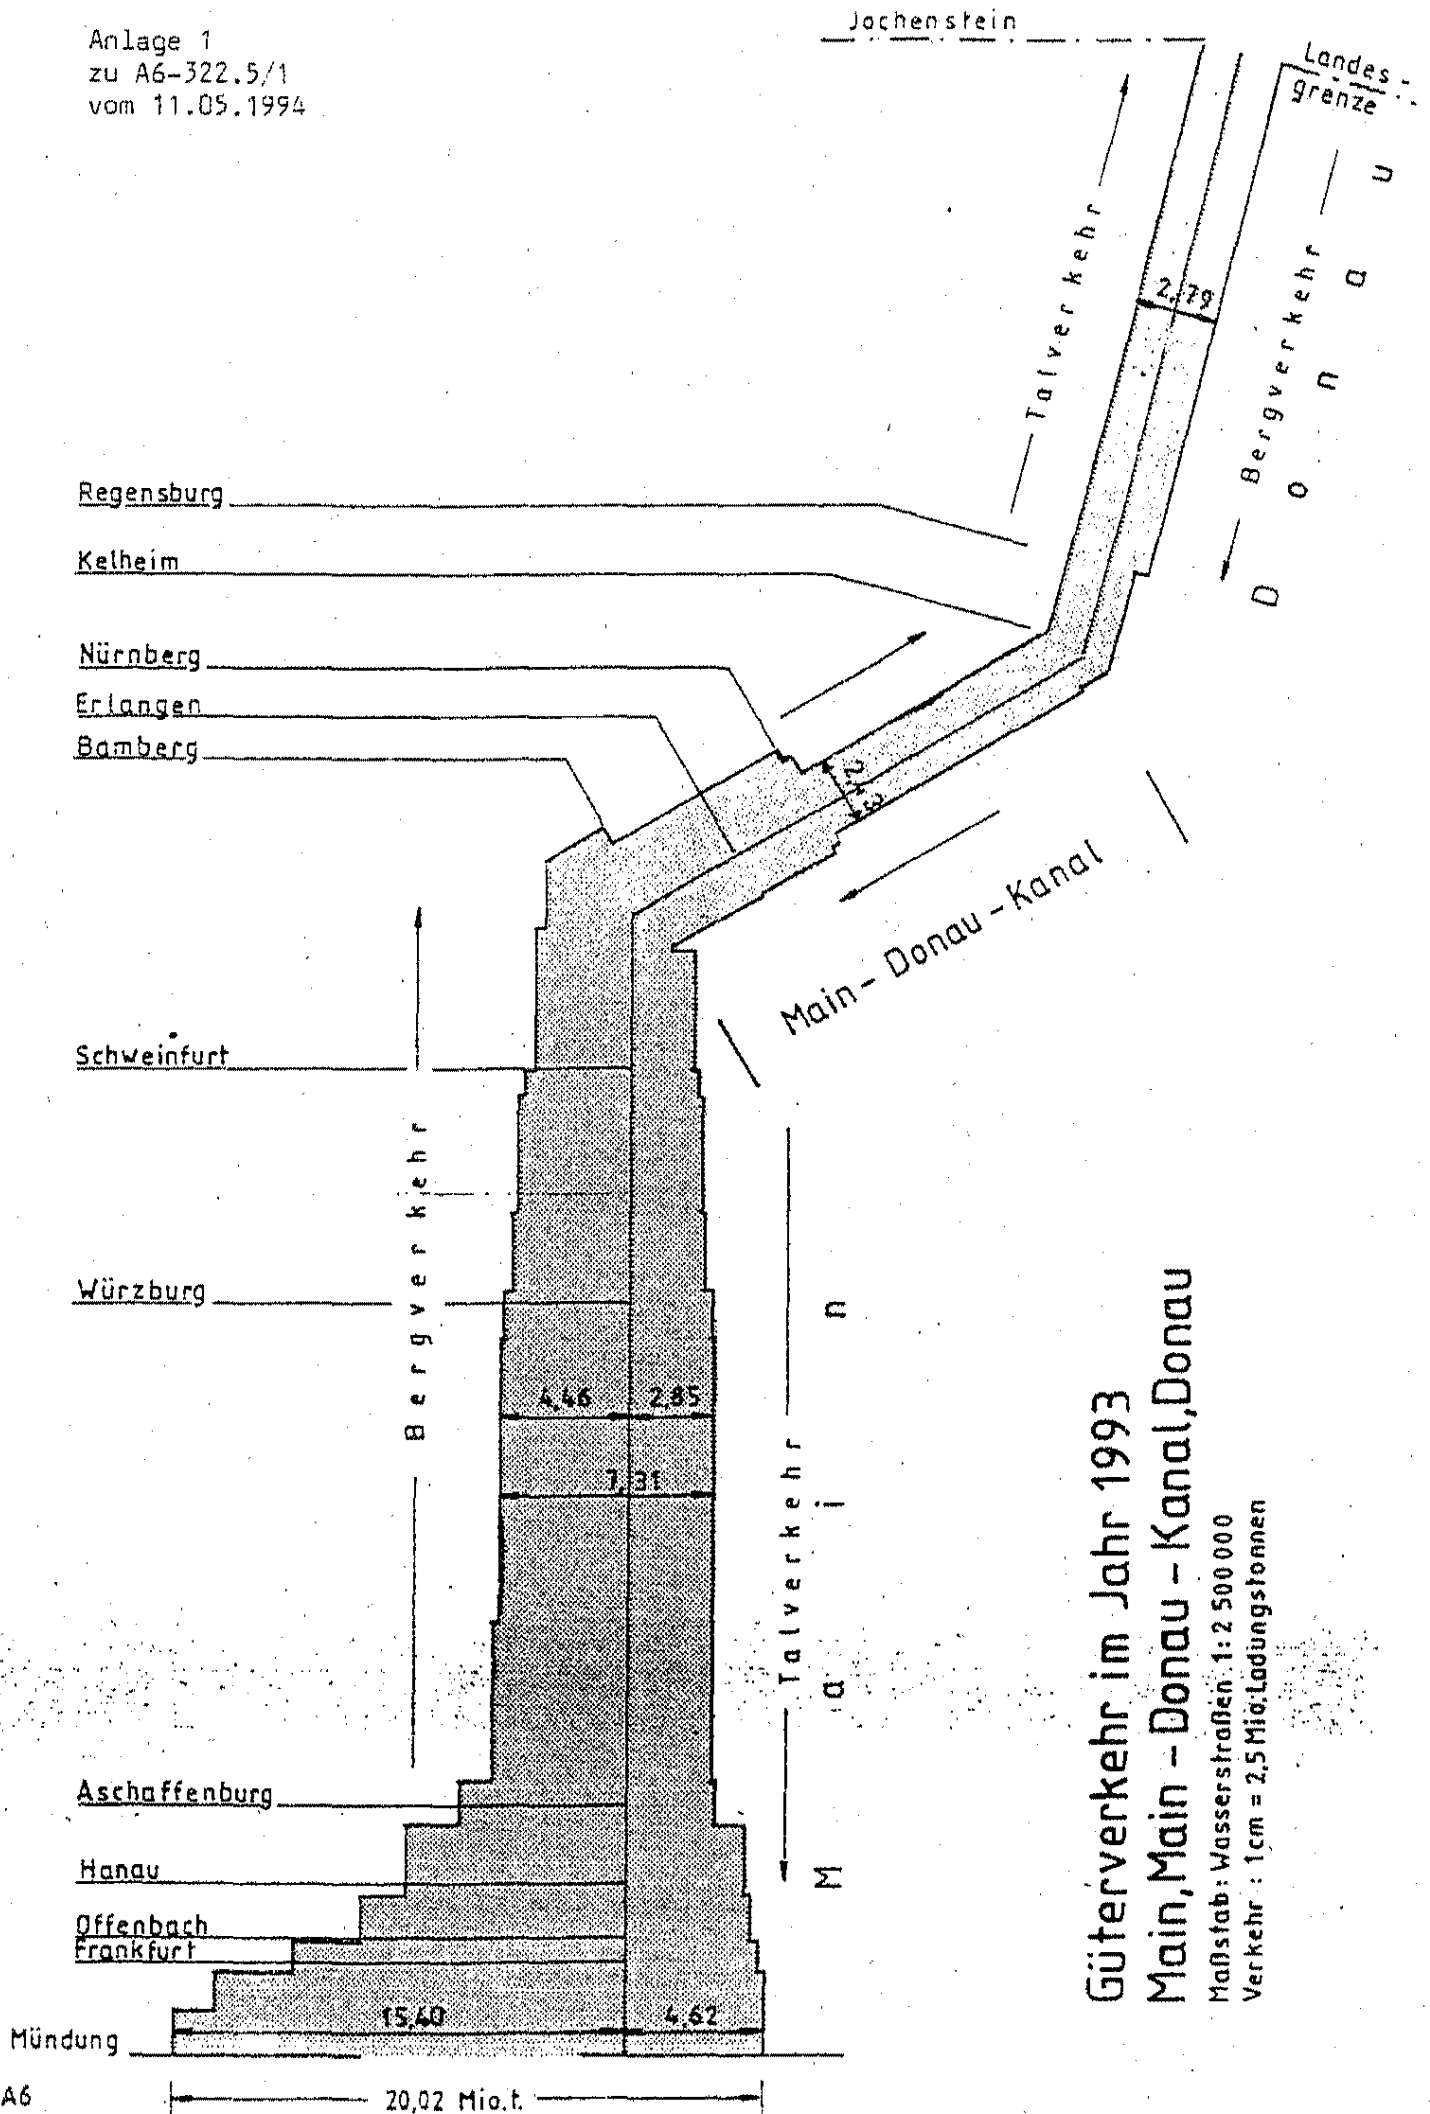 Anlage 1
zu A6-322.5/1
vom 11.05.1994
Jochenstein
Landes-
grenze
Talverkehr
Bergverkehr
Donau
2,79
Regensburg
Kelheim
Nürnberg
Erlangen
Bamberg
2,43
Main-Donau-Kanal
Schweinfurt
Bergverkehr
Würzburg
4,46
2,85
7,31
Talverkehr
Main
Aschaffenburg
Hanau
Offenbach
Frankfurt
15,40
4,62
Mündung
A6
20,02 Mio.t.
Güterverkehr im Jahr 1993
Main,Main-Donau-Kanal,Donau
Maßstab: Wasserstraßen 1:2 500 000
Verkehr : 1cm = 2,5 Mio.Ladungstonnen